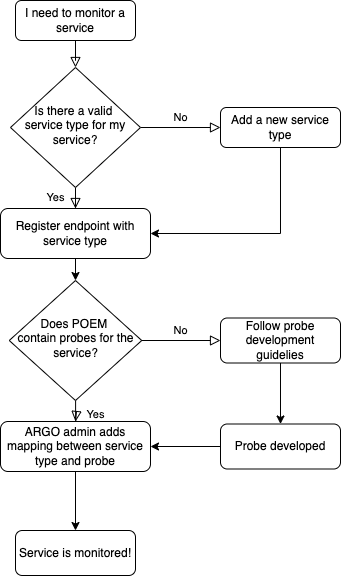 I need to monitor a
service
Is there a valid
service type for my
service?
No
Add a new service
type
Yes
Register endpoint with
service type
Does POEM
contain probes for the
service?
No
Follow probe
development
guidelies
Yes
ARGO admin adds
mapping between service
type and probe
Probe developed
Service is monitored!